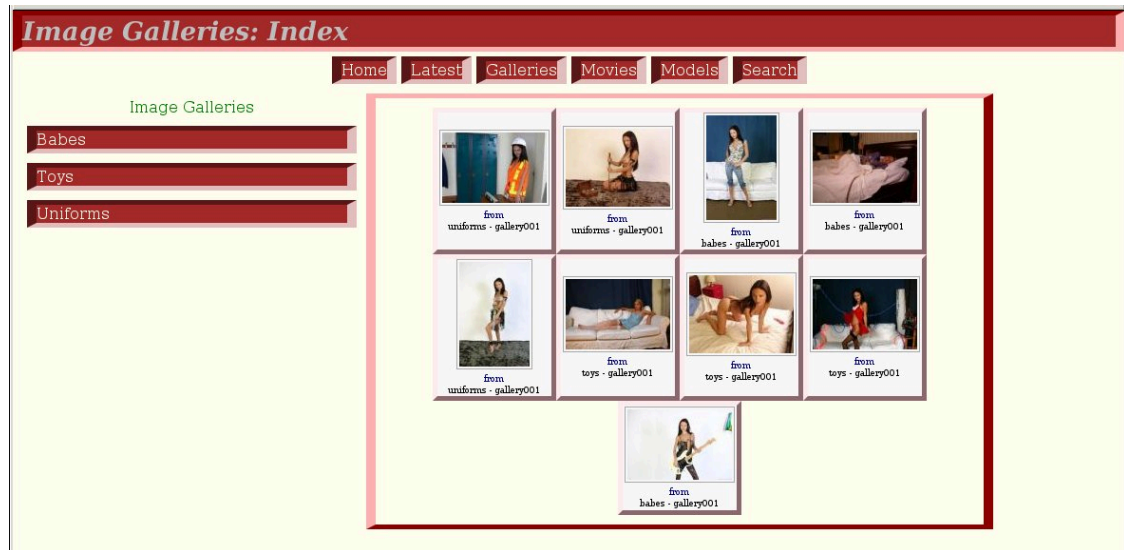 Image Galleries: Index
Home Latest Galleries Movies Models Search
Image Galleries
Babes
Toys
Uniforms
from
uniforms - gallery001
from
uniforms - gallery001
from
babes - gallery001
from
babes - gallery001
from
uniforms - gallery001
from
toys - gallery001
from
toys - gallery001
from
toys - gallery001
from
babes - gallery001